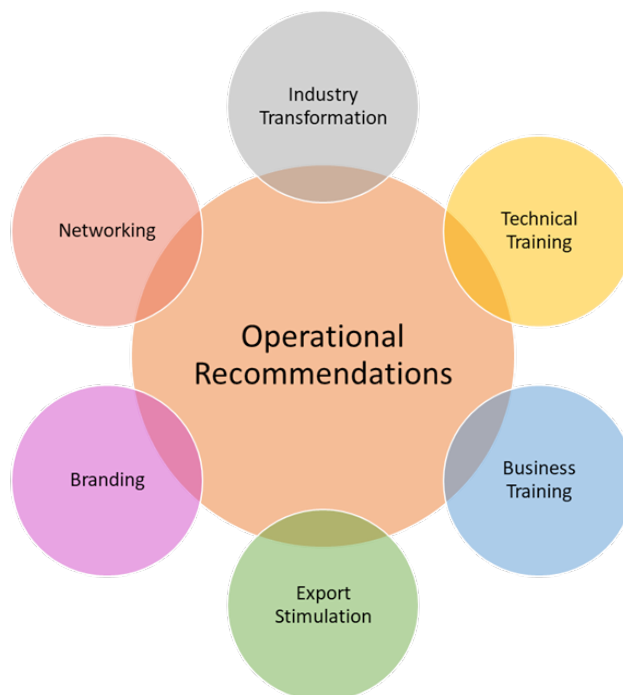 Industry
Transformation
Networking
Technical
Training
Operational
Recommendations
Branding
Business
Training
Export
Stimulation